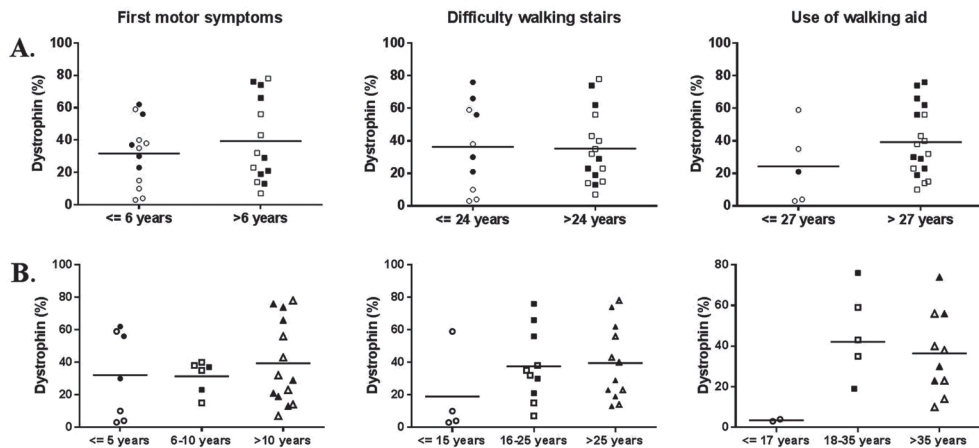 First motor symptoms Difficulty walking stairs Use of walking aid
A.
Dystrophin (%)
100
80
60
40
20
0
<= 6 years >6 years
Dystrophin (%)
100
80
60
40
20
0
<= 24 years >24 years
Dystrophin (%)
100
80
60
40
20
0
<= 27 years > 27 years
B.
Dystrophin (%)
100
80
60
40
20
0
<= 5 years 6-10 years >10 years
Dystrophin (%)
100
80
60
40
20
0
<= 15 years 16-25 years >25 years
Dystrophin (%)
80
60
40
20
0
<= 17 years 18-35 years >35 years